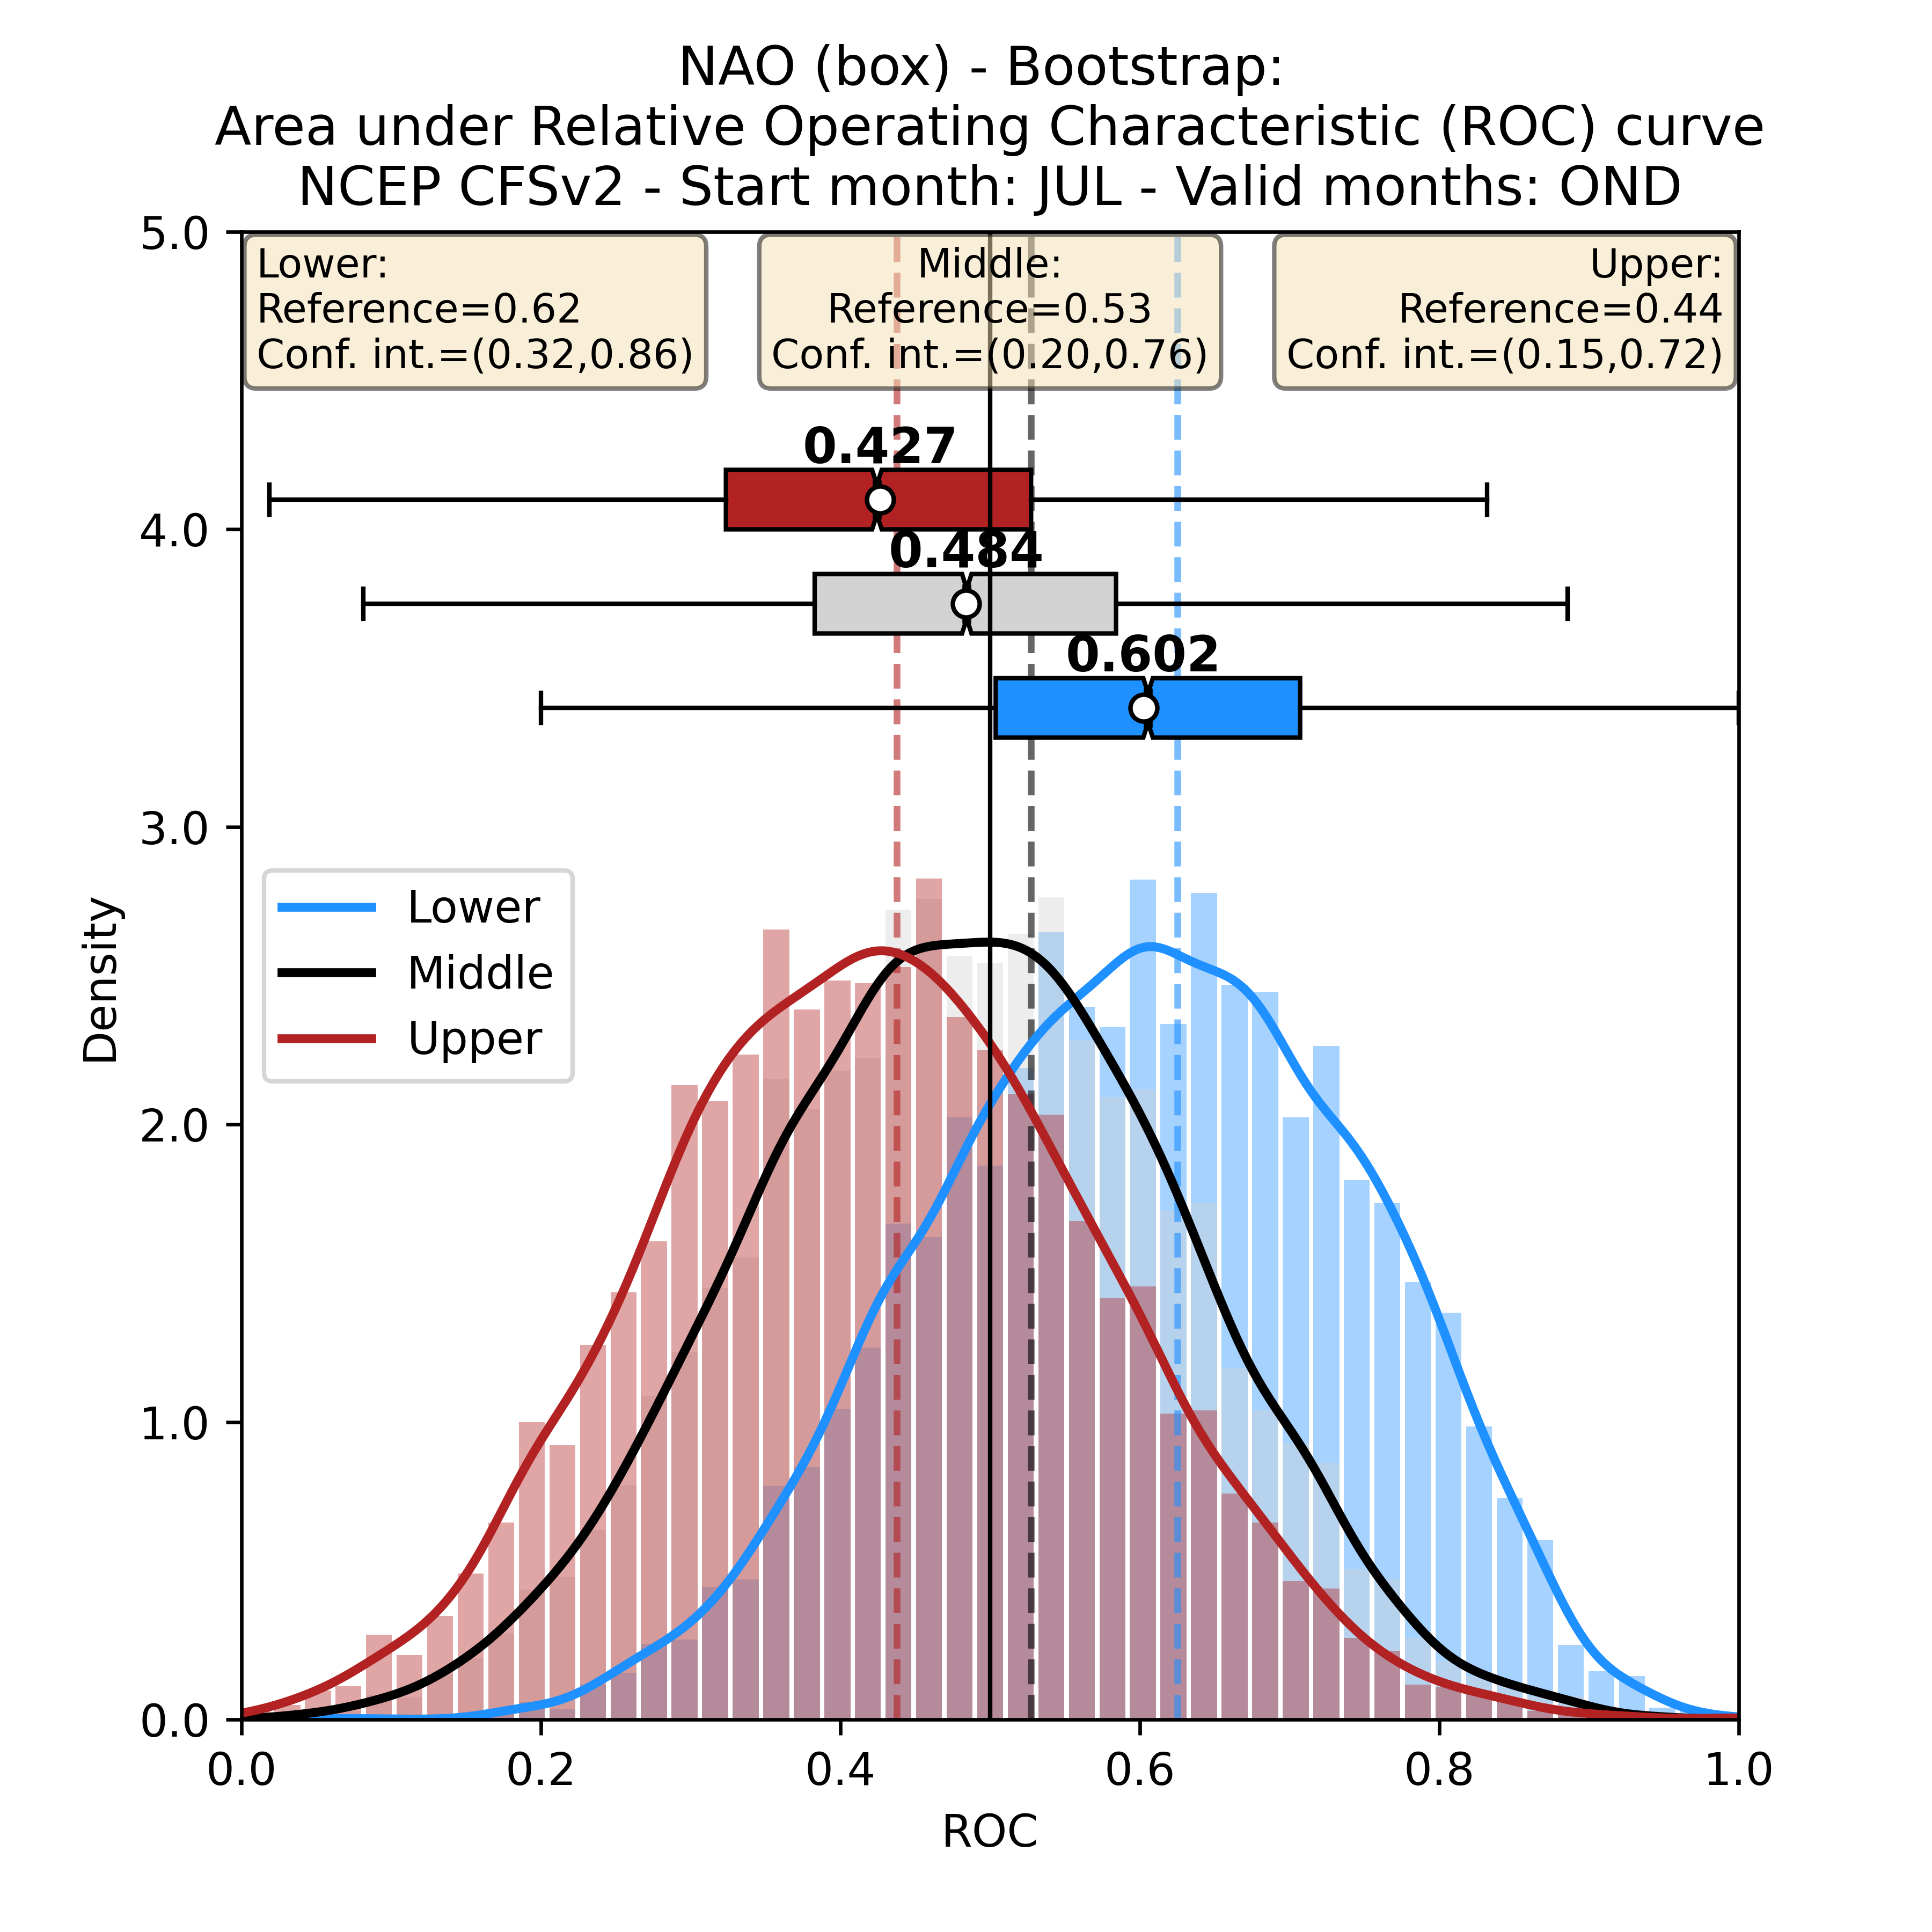 NAO (box) - Bootstrap:
Area under Relative Operating Characteristic (ROC) curve
NCEP CFSv2 - Start month: JUL - Valid months: OND
Lower:
Reference=0.62
Conf. int.=(0.32,0.86)
Middle:
Reference=0.53
Conf. int.=(0.20,0.76)
Upper:
Reference=0.44
Conf. int.=(0.15,0.72)
0.427
0.484
0.602
Lower
Middle
Upper
Density
5.0
4.0
3.0
2.0
1.0
0.0
0.0 0.2 0.4 0.6 0.8 1.0
ROC